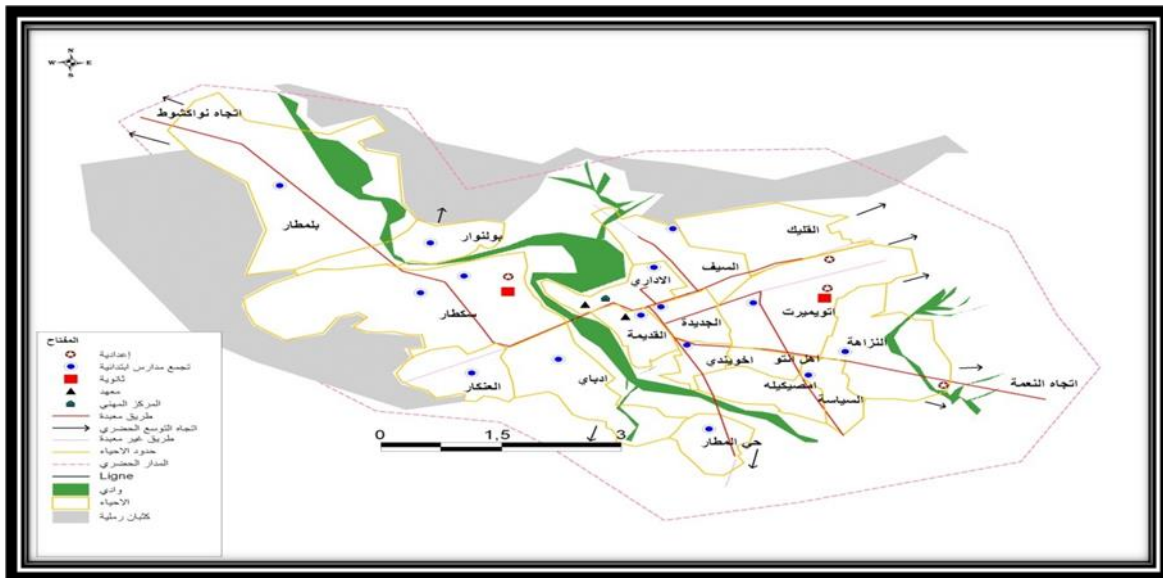 N
W E
S
اتجاه نواكشوط
بلمطار
بولنوار
القليك
السيف
الاداري
سكطار
اتويميرت
الجديدة
القديمة
النزاهة
اخويندي
اهل انتو
ادباي
العنكار
امصيكيله
السياسة
اتجاه النعمة
حي المطار
0 1,5 3
المفتاح
إعدادية
تجمع مدارس ابتدائية
ثانوية
معهد
المركز المهني
طريق معبدة
اتجاه التوسع الحضري
طريق غير معبدة
حدود الاحياء
المدار الحضري
Ligne
وادي
الاحياء
كثبان رملية